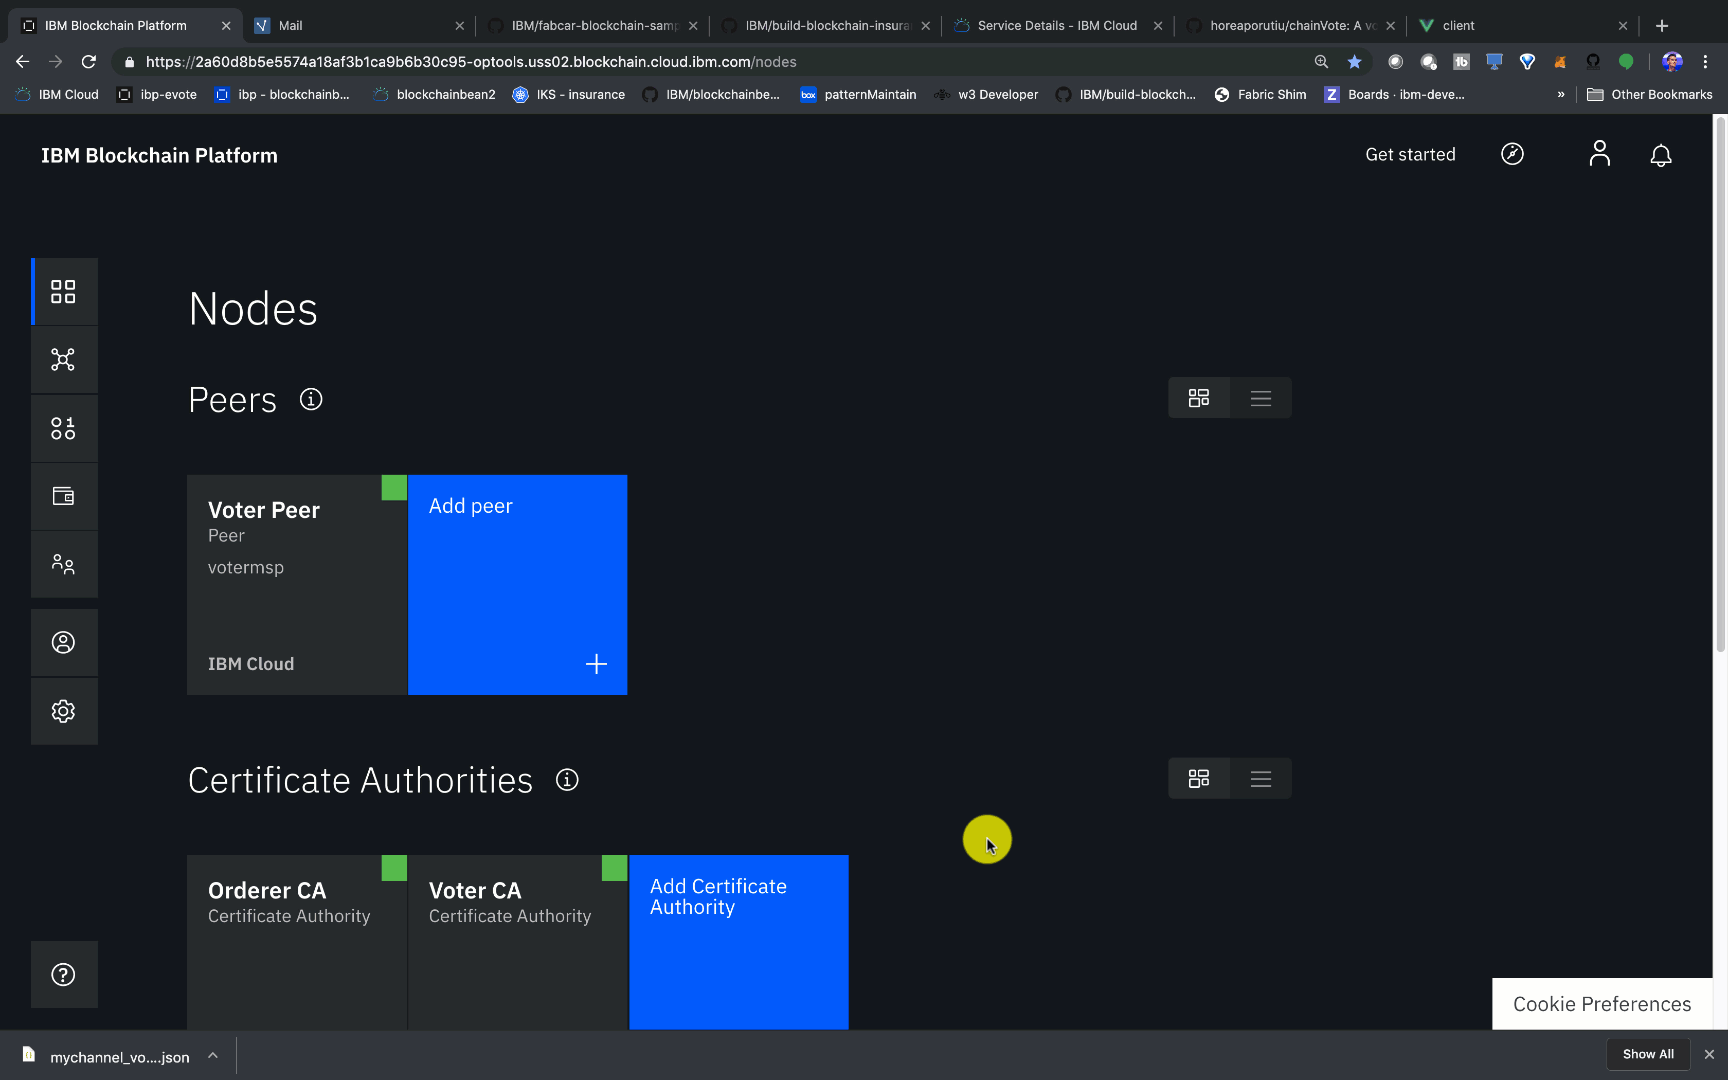 IBM Blockchain Platform
Mail
IBM/fabcar-blockchain-samp
IBM/build-blockchain-insura
Service Details - IBM Cloud
horeaporutiu/chainVote: A vo
client
https://2a60d8b5e5574a18af3b1ca9b6b30c95-optools.uss02.blockchain.cloud.ibm.com/nodes
IBM Cloud
ibp-evote
ibp - blockchainb...
blockchainbean2
IKS - insurance
IBM/blockchainbe...
box
patternMaintain
w3 Developer
IBM/build-blockch...
Fabric Shim
Z
Boards · ibm-deve...
»
Other Bookmarks
IBM Blockchain Platform
Get started
Nodes
Peers
Voter Peer
Peer
votermsp
IBM Cloud
Add peer
Certificate Authorities
Orderer CA
Certificate Authority
Voter CA
Certificate Authority
Add Certificate
Authority
Cookie Preferences
mychannel_vo....json
Show All